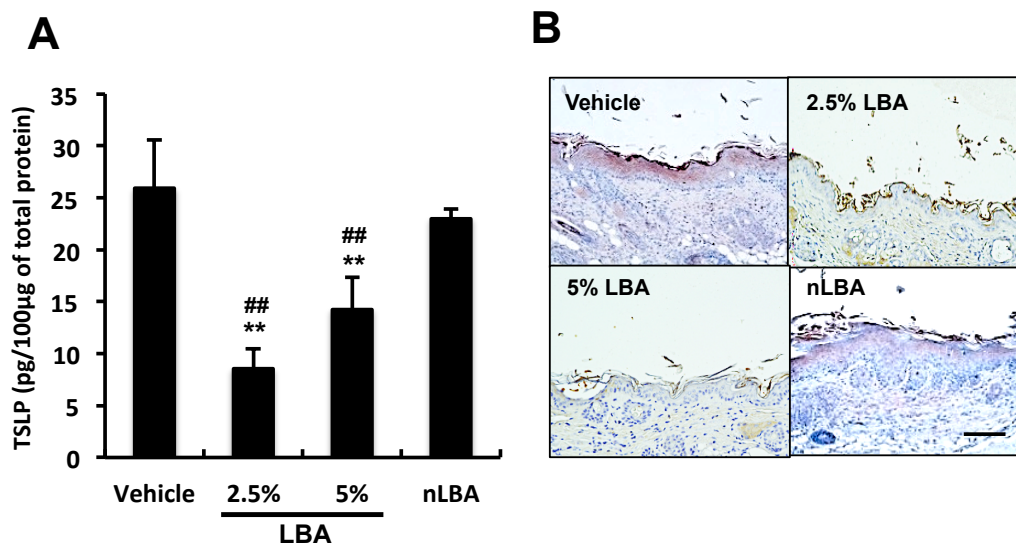 A
TSLP (pg/100µg of total protein)
35
30
25
20
15
10
5
0
##
**
##
**
Vehicle
2.5%
5%
nLBA
LBA
B
Vehicle
2.5% LBA
5% LBA
nLBA